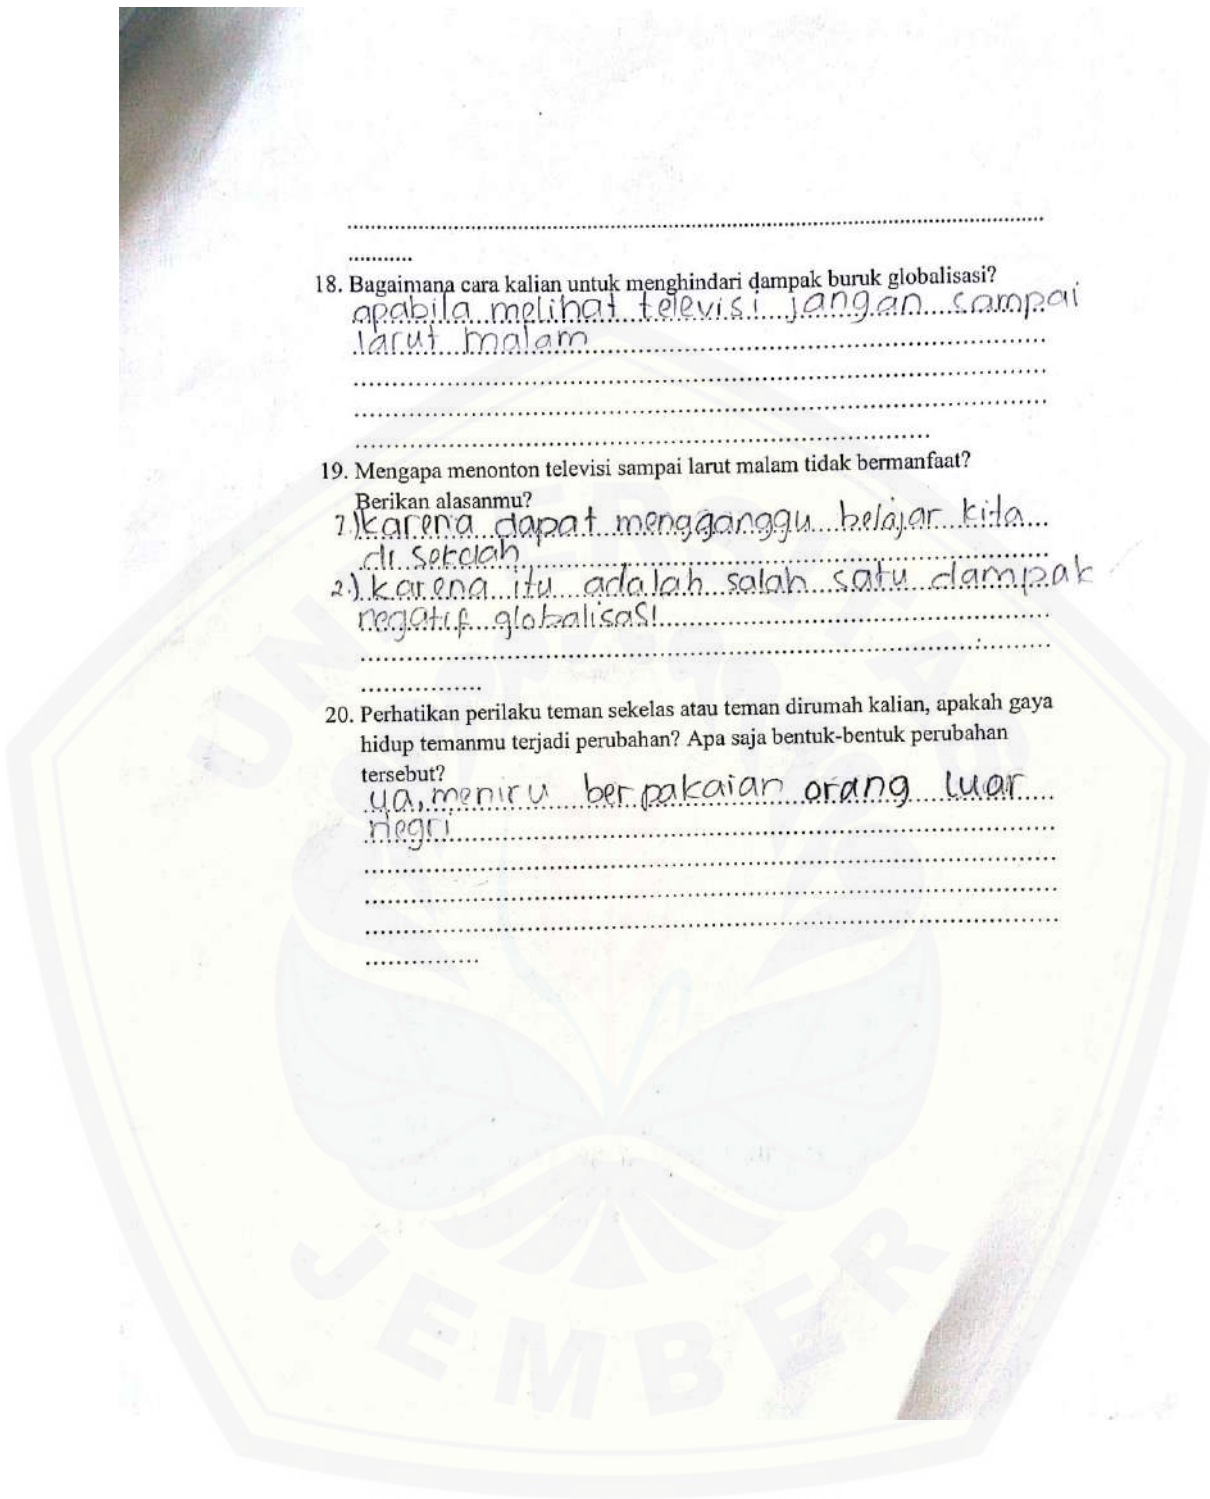 18. Bagaimana cara kalian untuk menghindari dampak buruk globalisasi?
apabila melihat televisi jangan sampai
larut malam
19. Mengapa menonton televisi sampai larut malam tidak bermanfaat?
Berikan alasanmu?
1.) karena dapat mengganggu belajar kita
di sekolah
2.) karena itu adalah salah satu dampak
negatif globalisasi
20. Perhatikan perilaku teman sekelas atau teman dirumah kalian, apakah gaya
hidup temanmu terjadi perubahan? Apa saja bentuk-bentuk perubahan
tersebut?
ya, meniru berpakaian orang luar
negri
UNIVERSITAS
JEMBER